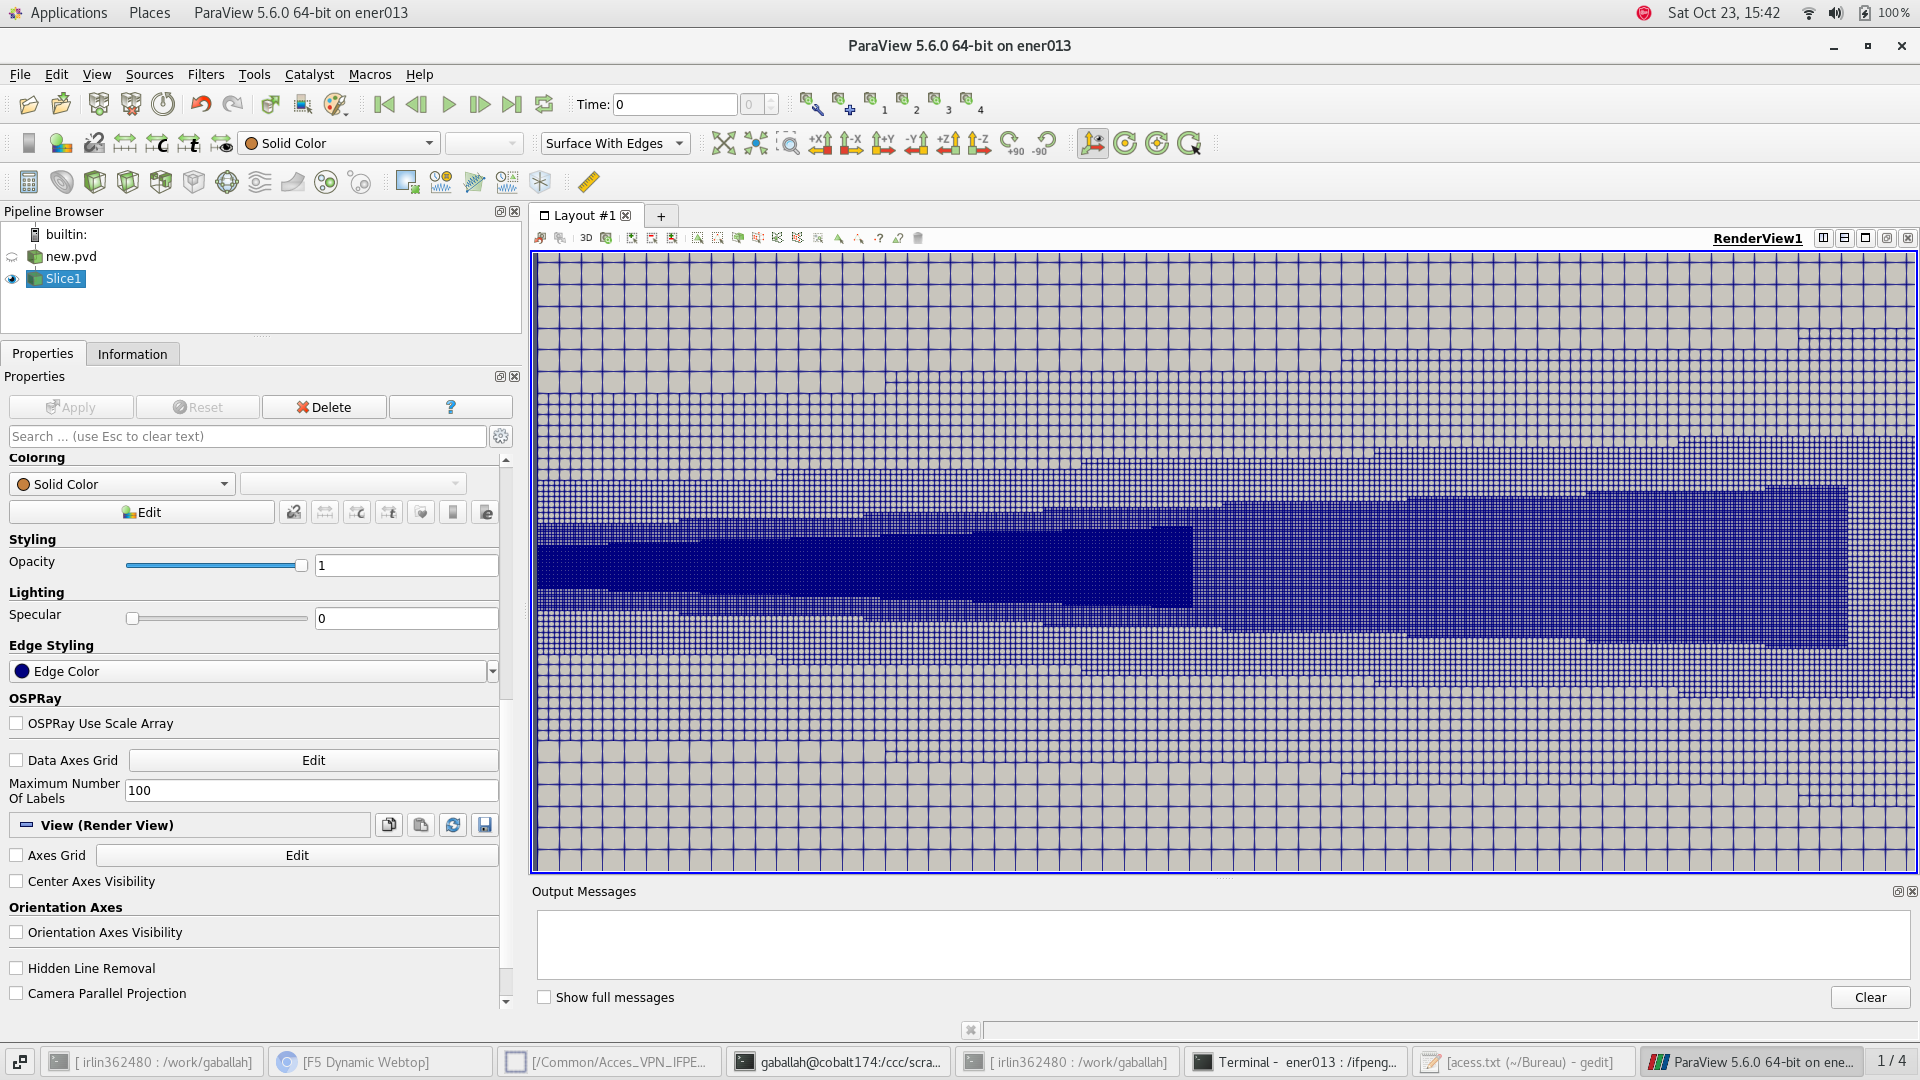 Applications Places ParaView 5.6.0 64-bit on ener013 Sat Oct 23, 15:42 100%
ParaView 5.6.0 64-bit on ener013
File Edit View Sources Filters Tools Catalyst Macros Help
Time: 0 0 1 2 3 4
Solid Color Surface With Edges +X -X +Y -Y +Z -Z +90 -90
Pipeline Browser
builtin:
new.pvd
Slice1
Layout #1 +
3D RenderView1
Properties Information
Properties
Apply Reset Delete ?
Search ... (use Esc to clear text)
Coloring
Solid Color
Edit
Styling
Opacity 1
Lighting
Specular 0
Edge Styling
Edge Color
OSPRay
OSPRay Use Scale Array
Data Axes Grid Edit
Maximum Number
Of Labels 100
View (Render View)
Axes Grid Edit
Center Axes Visibility
Orientation Axes
Orientation Axes Visibility
Hidden Line Removal
Camera Parallel Projection
Output Messages
Show full messages Clear
[ irlin362480 : /work/gaballah] [F5 Dynamic Webtop] [/Common/Acces_VPN_IFPE... gaballah@cobalt174:/ccc/scra... [ irlin362480 : /work/gaballah] Terminal - ener013 : /ifpeng... [acess.txt (~/Bureau) - gedit] ParaView 5.6.0 64-bit on ene... 1 / 4